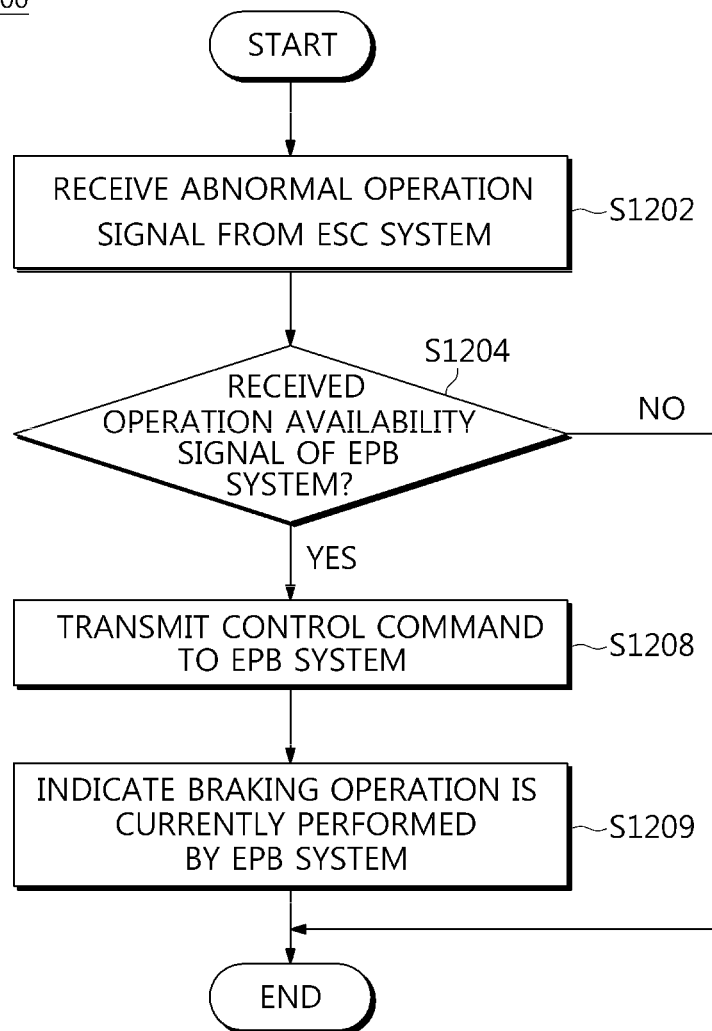 START
RECEIVE ABNORMAL OPERATION
SIGNAL FROM ESC SYSTEM
S1202
S1204
RECEIVED
OPERATION AVAILABILITY
SIGNAL OF EPB
SYSTEM?
NO
YES
TRANSMIT CONTROL COMMAND
TO EPB SYSTEM
S1208
INDICATE BRAKING OPERATION IS
CURRENTLY PERFORMED
BY EPB SYSTEM
S1209
END